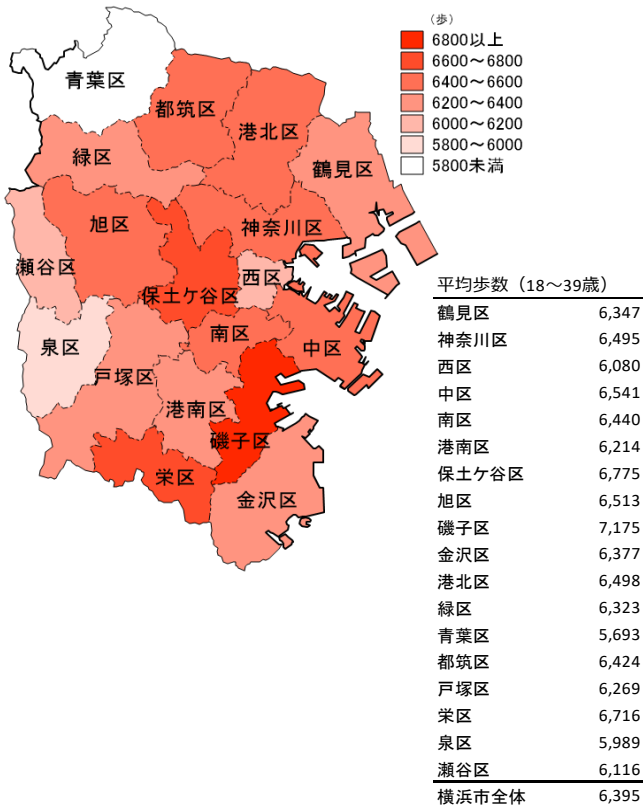 （歩）
6800以上
6600～6800
6400～6600
6200～6400
6000～6200
5800～6000
5800未満
青葉区
都筑区
港北区
緑区
鶴見区
旭区
神奈川区
瀬谷区
西区
保土ケ谷区
泉区
南区
中区
戸塚区
港南区
磯子区
栄区
金沢区
平均歩数（18～39歳）
鶴見区 6,347
神奈川区 6,495
西区 6,080
中区 6,541
南区 6,440
港南区 6,214
保土ケ谷区 6,775
旭区 6,513
磯子区 7,175
金沢区 6,377
港北区 6,498
緑区 6,323
青葉区 5,693
都筑区 6,424
戸塚区 6,269
栄区 6,716
泉区 5,989
瀬谷区 6,116
横浜市全体 6,395